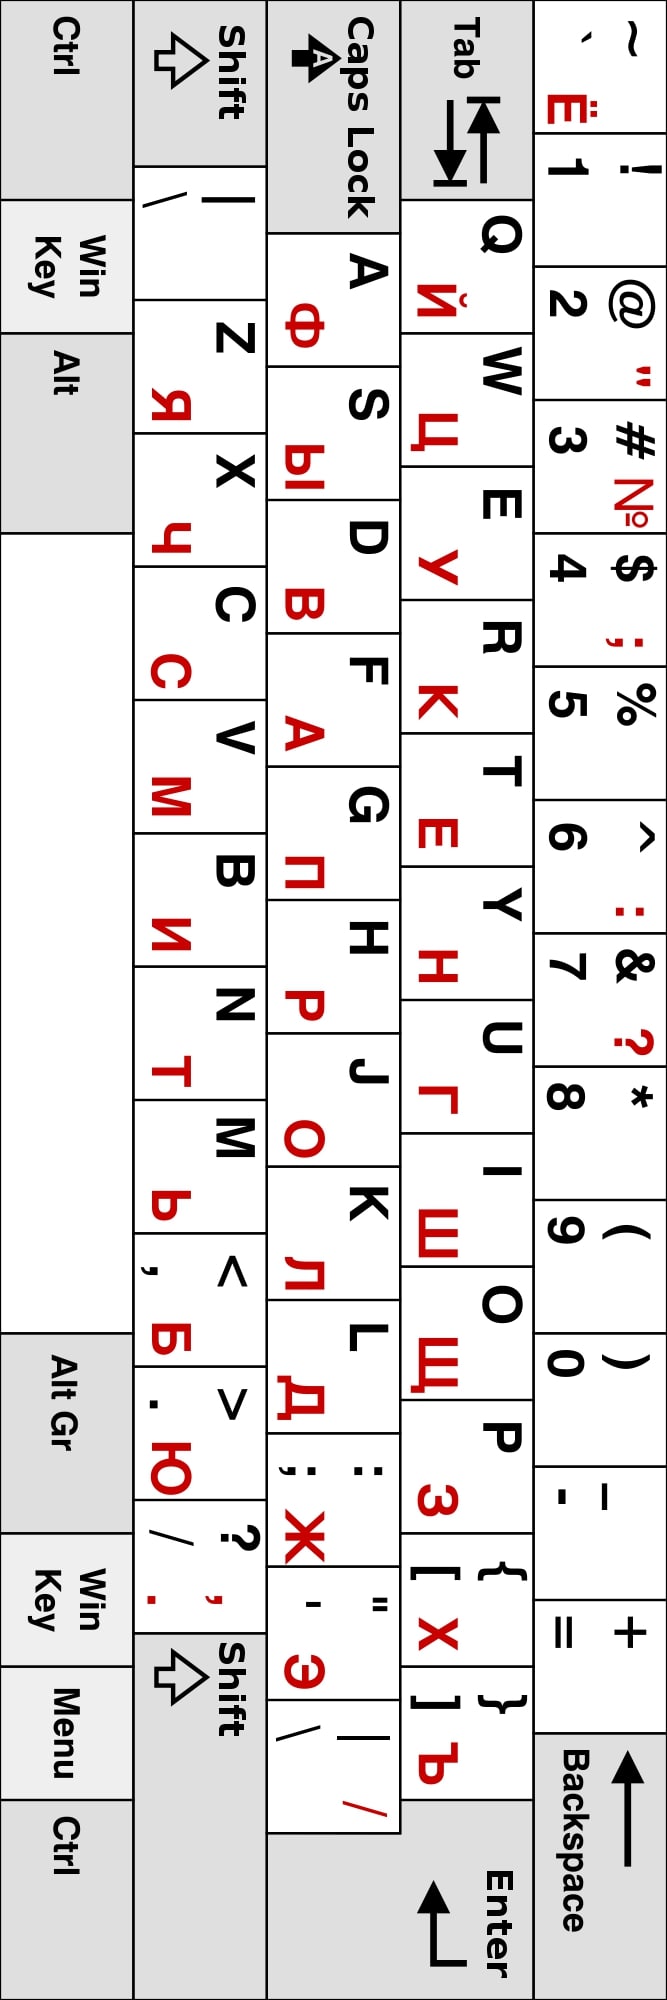 ~ ` Ё ! 1 @ " 2 # № 3 $ ; 4 % 5 ^ : 6 & ? 7 * 8 ( 9 ) 0 _ - + = Backspace
Tab Q Й W Ц E У R К T Е Y Н U Г I Ш O Щ P З { [ Х } ] Ъ Enter
Caps Lock A A Ф S Ы D В F А G П H Р J О K Л L Д : ; Ж " ' Э | \ /
Shift | \ Z Я X Ч C С V М B И N Т M Ь < , Б > . Ю ? / , . Shift
Ctrl Win Key Alt Alt Gr Win Key Menu Ctrl